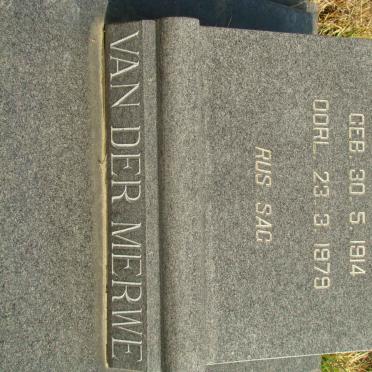 GEB. 30. 5. 1914
OORL. 23. 3. 1979
RUS SAG
VAN DER MERWE